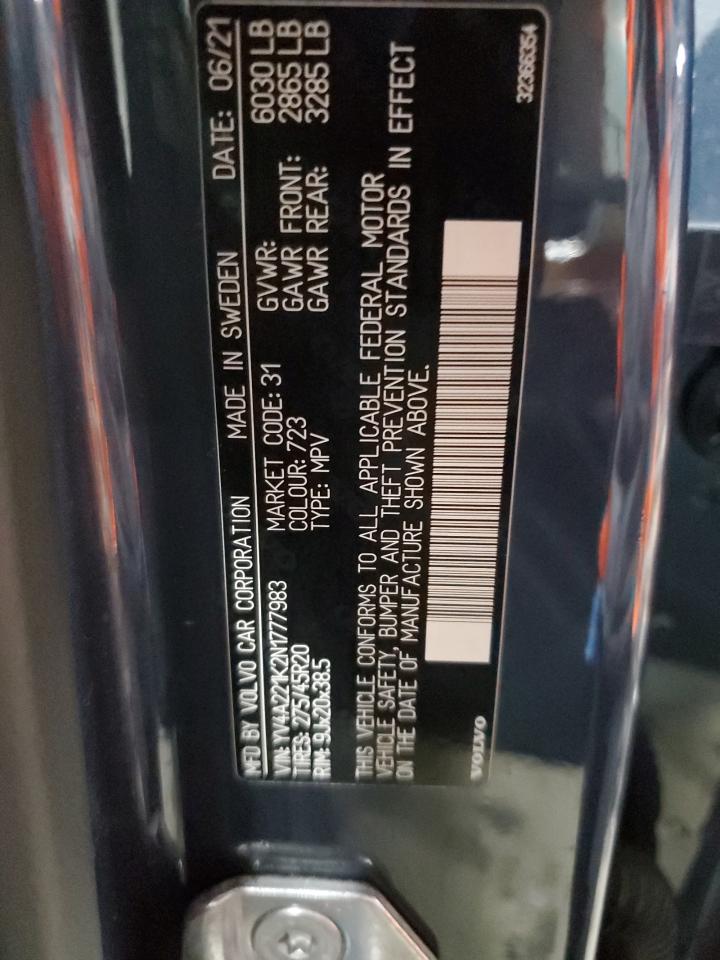 MFD BY VOLVO CAR CORPORATION MADE IN SWEDEN DATE: 06/21
VIN: YV4A221K2N1777983 MARKET CODE: 31 GVWR: 6030 LB
TIRES: 275/45R20 COLOUR: 723 GAWR FRONT: 2865 LB
RIM: 9Jx20x38.5 TYPE: MPV GAWR REAR: 3285 LB
THIS VEHICLE CONFORMS TO ALL APPLICABLE FEDERAL MOTOR
VEHICLE SAFETY, BUMPER AND THEFT PREVENTION STANDARDS IN EFFECT
ON THE DATE OF MANUFACTURE SHOWN ABOVE.
VOLVO 32366354